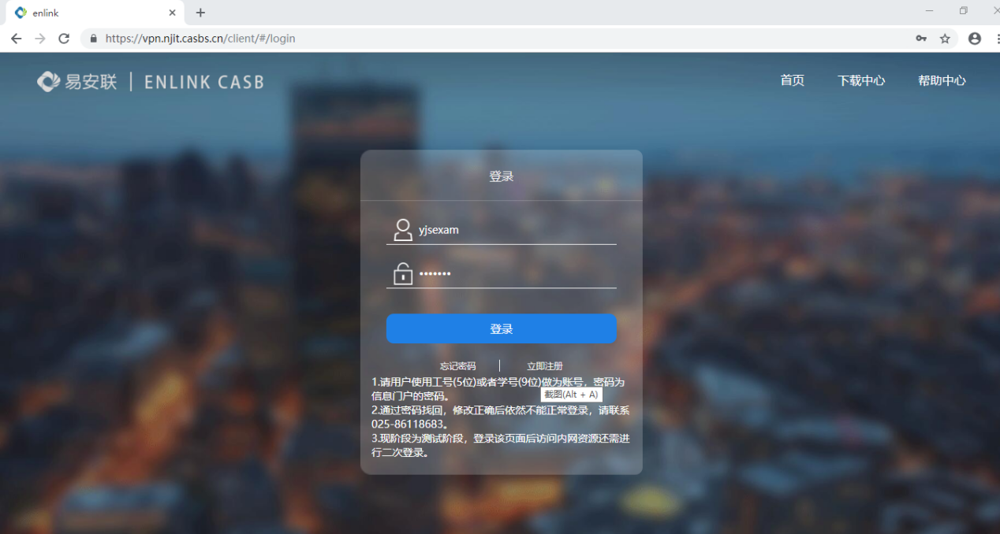 enlink
https://vpn.njit.casbs.cn/client/#/login
易安联 | ENLINK CASB
首页 下载中心 帮助中心
登录
yjsexam
•••••••
登录
忘记密码 | 立即注册
1.请用户使用工号(5位)或者学号(9位)做为账号，密码为
信息门户的密码。
截图(Alt + A)
2.通过密码找回，修改正确后依然不能正常登录，请联系
025-86118683。
3.现阶段为测试阶段，登录该页面后访问内网资源还需进
行二次登录。